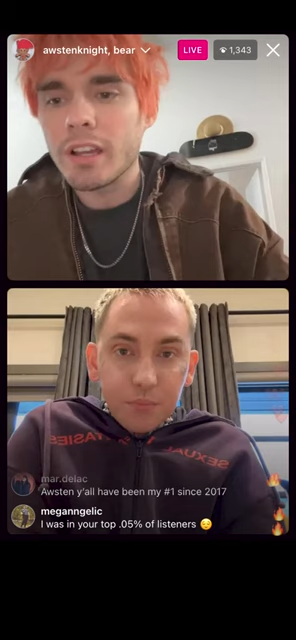 awstenknight, bear
LIVE
1,343
SEXUAL
mar.delac
Awsten y'all have been my #1 since 2017
meganngelic
I was in your top .05% of listeners 😌